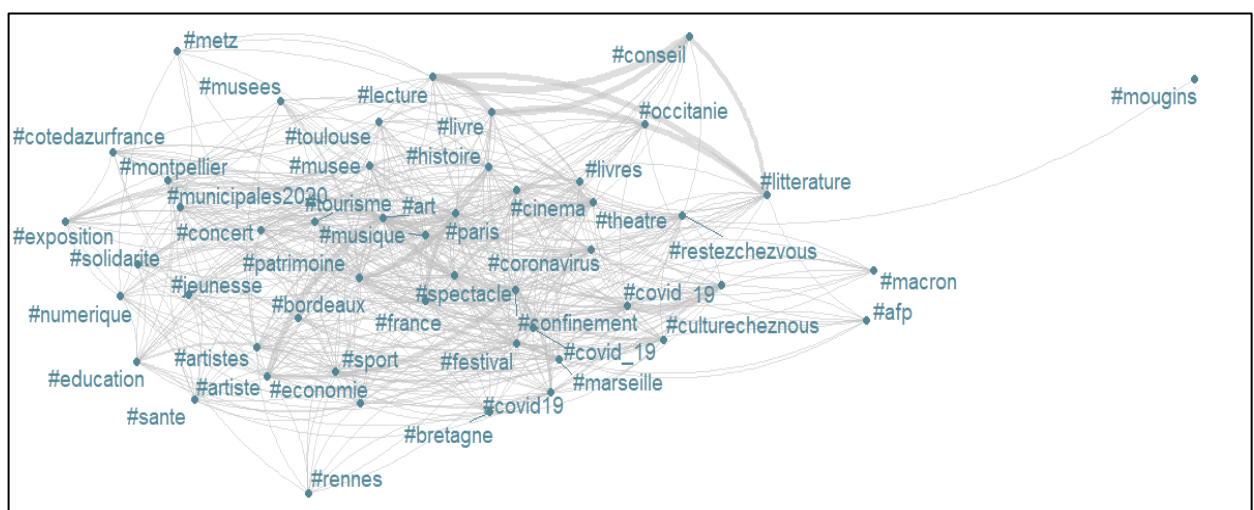 #metz
#conseil
#musees
#lecture
#mougins
#occitanie
#livre
#cotedazurfrance
#toulouse
#histoire
#montpellier
#musee
#livres
#litterature
#municipales2020
#tourisme
#art
#cinema
#theatre
#exposition
#concert
#musique
#paris
#restezchezvous
#solidarite
#patrimoine
#coronavirus
#macron
#jeunesse
#spectacle
#covid_19
#numerique
#bordeaux
#france
#confinement
#culturecheznous
#afp
#artistes
#sport
#festival
#covid_19
#education
#artiste
#economie
#marseille
#sante
#covid19
#bretagne
#rennes